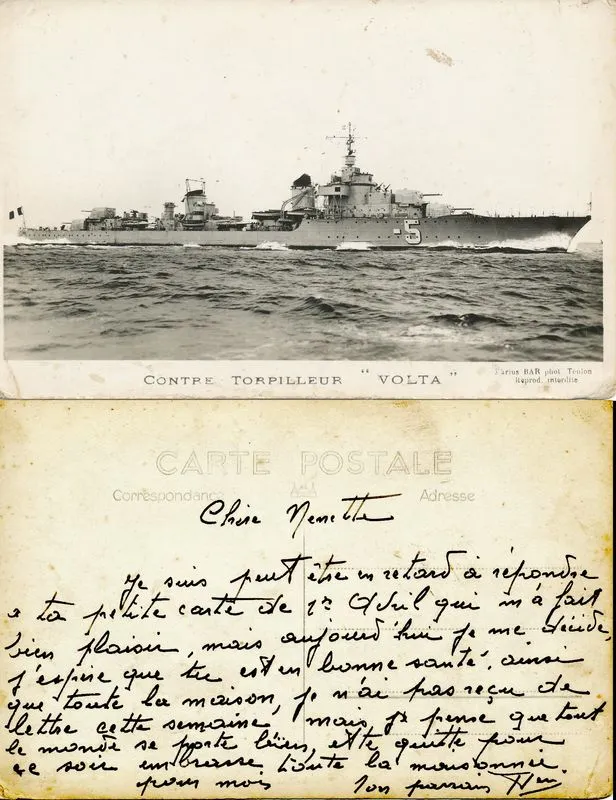 -5
CONTRE TORPILLEUR "VOLTA"
Marius BAR phot Toulon
Reprod. interdite
CARTE POSTALE
Correspondance
Adresse
Chère Nenette
Je suis peut être en retard à répondre
a ta petite carte de 1er Avril qui m'a fait
bien plaisir, mais aujourd'hui je me décide,
j'espère que tu est en bonne santé, ainsi
que toute la maison, je n'ai pas reçu de
lettre cette semaine mais, je pense que tout
le monde se porte bien, et te quitte pour
ce soir embrasse toute la maisonnée
pour moi ton parrain